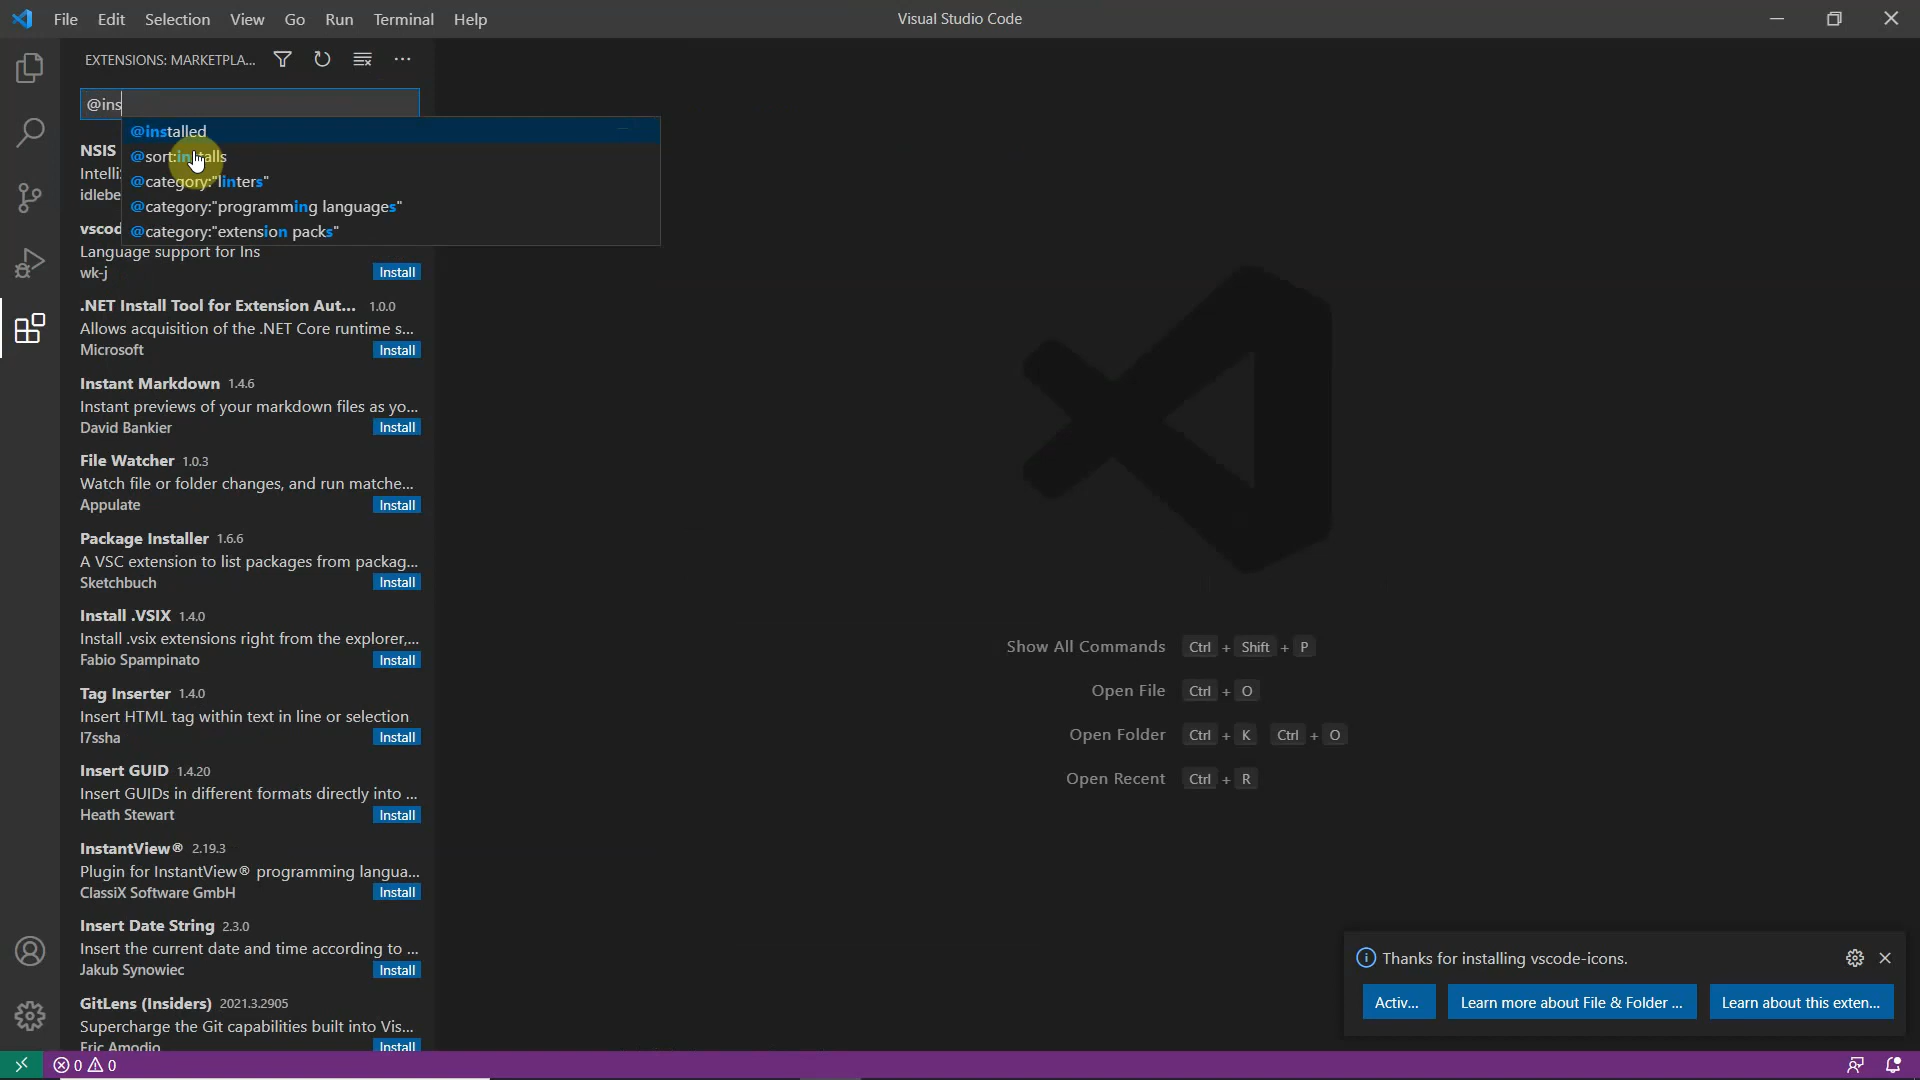 File Edit Selection View Go Run Terminal Help
Visual Studio Code
EXTENSIONS: MARKETPLA...
@ins
@installed
@sort:installs
@category:"linters"
@category:"programming languages"
@category:"extension packs"
NSIS
Intelli
idlebe
vscod
Language support for Ins
wk-j Install
.NET Install Tool for Extension Aut... 1.0.0
Allows acquisition of the .NET Core runtime s...
Microsoft Install
Instant Markdown 1.4.6
Instant previews of your markdown files as yo...
David Bankier Install
File Watcher 1.0.3
Watch file or folder changes, and run matche...
Appulate Install
Package Installer 1.6.6
A VSC extension to list packages from packag...
Sketchbuch Install
Install .VSIX 1.4.0
Install .vsix extensions right from the explorer,...
Fabio Spampinato Install
Tag Inserter 1.4.0
Insert HTML tag within text in line or selection
l7ssha Install
Insert GUID 1.4.20
Insert GUIDs in different formats directly into ...
Heath Stewart Install
InstantView® 2.19.3
Plugin for InstantView® programming langua...
ClassiX Software GmbH Install
Insert Date String 2.3.0
Insert the current date and time according to ...
Jakub Synowiec Install
GitLens (Insiders) 2021.3.2905
Supercharge the Git capabilities built into Vis...
Eric Amodio Install
Show All Commands Ctrl + Shift + P
Open File Ctrl + O
Open Folder Ctrl + K Ctrl + O
Open Recent Ctrl + R
Thanks for installing vscode-icons.
Activ... Learn more about File & Folder ... Learn about this exten...
0 0